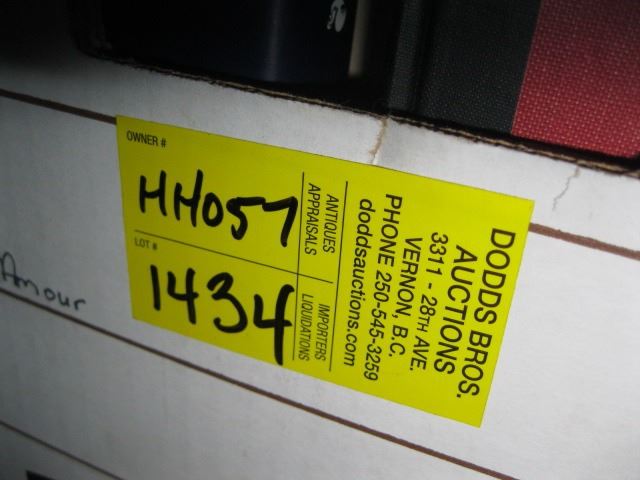 OWNER #
HH057
LOT #
1434
ANTIQUES
APPRAISALS
IMPORTERS
LIQUIDATIONS
DODDS BROS.
AUCTIONS
3311 - 28TH AVE.
VERNON, B.C.
PHONE 250-545-3259
doddsauctions.com
Amour